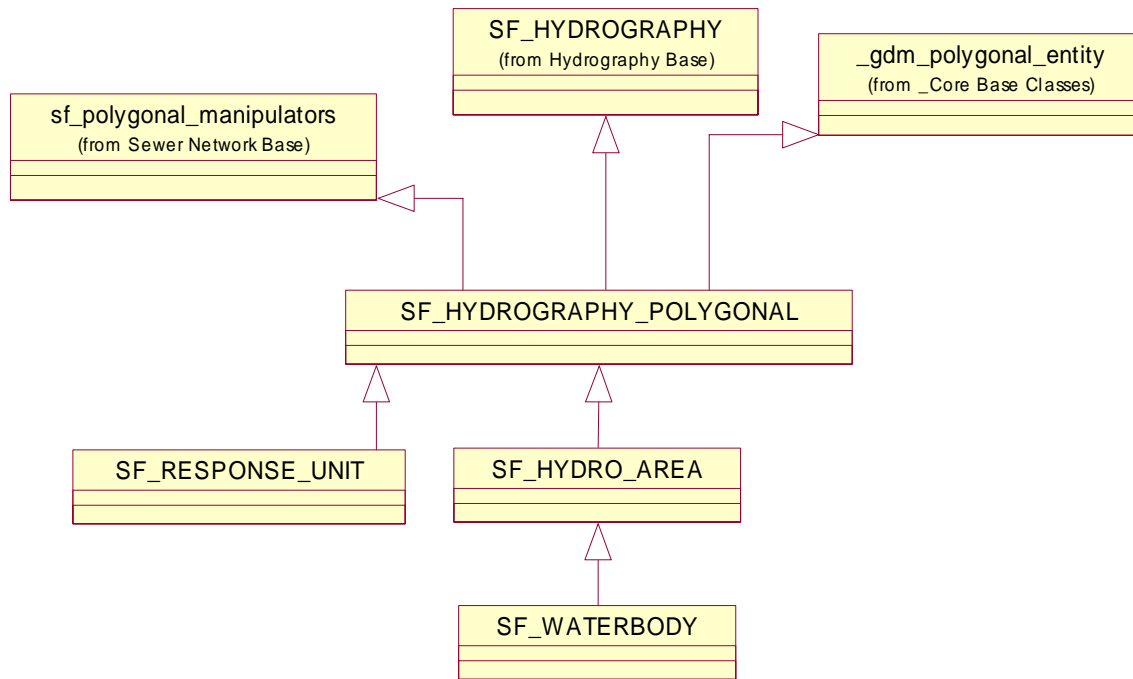 SF_HYDROGRAPHY
(from Hydrography Base)
_gdm_polygonal_entity
(from _Core Base Classes)
sf_polygonal_manipulators
(from Sewer Network Base)
SF_HYDROGRAPHY_POLYGONAL
SF_RESPONSE_UNIT
SF_HYDRO_AREA
SF_WATERBODY